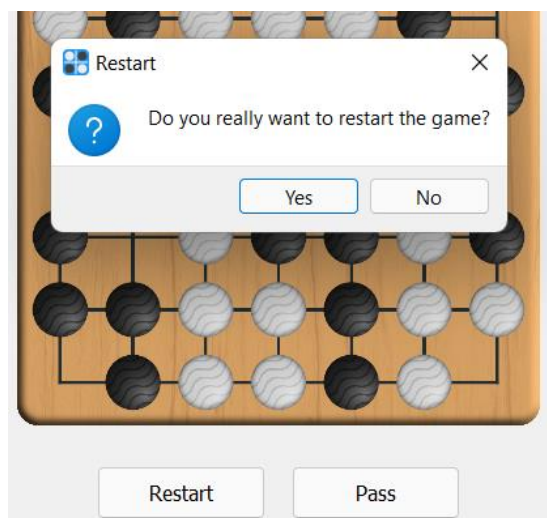 Restart
Do you really want to restart the game?
Yes
No
Restart
Pass